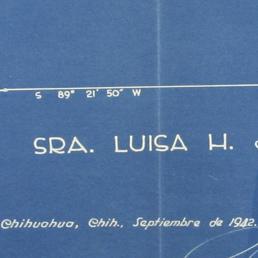 S 89° 21' 50" W
SRA. LUISA H.
Chihuahua, Chih., Septiembre de 1942.